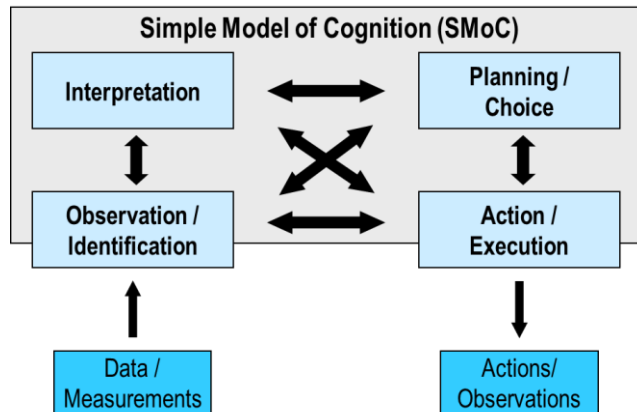 Simple Model of Cognition (SMoC)
Interpretation
Planning /
Choice
Observation /
Identification
Action /
Execution
Data /
Measurements
Actions/
Observations